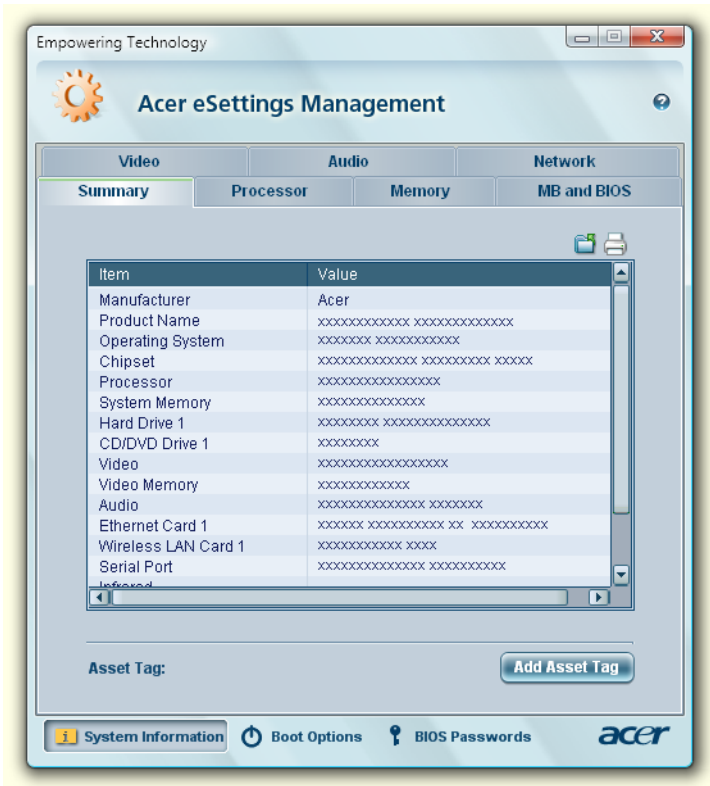 Empowering Technology
Acer eSettings Management
Video Audio Network
Summary Processor Memory MB and BIOS
Item Value
Manufacturer Acer
Product Name xxxxxxxxxxxx xxxxxxxxxxxxx
Operating System xxxxxxx xxxxxxxxxxx
Chipset xxxxxxxxxxxxx xxxxxxxxx xxxxx
Processor xxxxxxxxxxxxxxxx
System Memory xxxxxxxxxxxxxx
Hard Drive 1 xxxxxxxx xxxxxxxxxxxxxx
CD/DVD Drive 1 xxxxxxxx
Video xxxxxxxxxxxxxxxxx
Video Memory xxxxxxxxxxxx
Audio xxxxxxxxxxxxxx xxxxxxx
Ethernet Card 1 xxxxxx xxxxxxxxxx xx xxxxxxxxxx
Wireless LAN Card 1 xxxxxxxxxxx xxxx
Serial Port xxxxxxxxxxxxxx xxxxxxxxxx
Infrared
Asset Tag: Add Asset Tag
System Information Boot Options BIOS Passwords acer